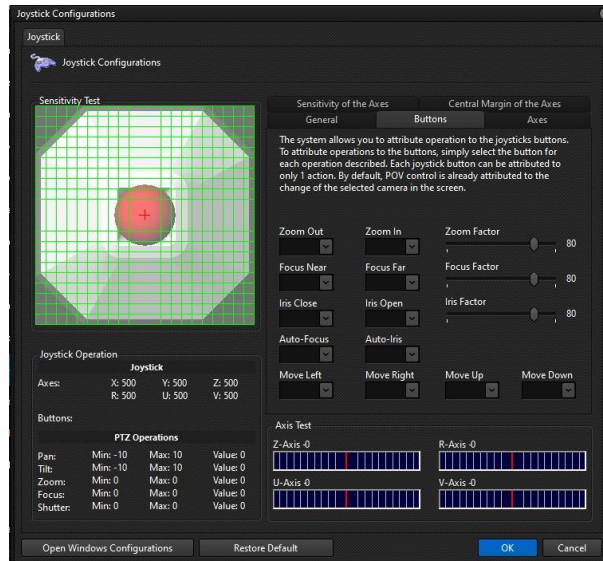 Joystick Configurations
Joystick
Joystick Configurations
Sensitivity Test
Sensitivity of the Axes
Central Margin of the Axes
General
Buttons
Axes
The system allows you to attribute operation to the joysticks buttons.
To attribute operations to the buttons, simply select the button for
each operation described. Each joystick button can be attributed to
only 1 action. By default, POV control is already attributed to the
change of the selected camera in the screen.
Zoom Out
Zoom In
Zoom Factor
80
Focus Near
Focus Far
Focus Factor
80
Iris Close
Iris Open
Iris Factor
80
Auto-Focus
Auto-Iris
Move Left
Move Right
Move Up
Move Down
Joystick Operation
Joystick
Axes: X: 500 Y: 500 Z: 500
R: 500 U: 500 V: 500
Buttons:
PTZ Operations
Pan: Min: -10 Max: 10 Value: 0
Tilt: Min: -10 Max: 10 Value: 0
Zoom: Min: 0 Max: 0 Value: 0
Focus: Min: 0 Max: 0 Value: 0
Shutter: Min: 0 Max: 0 Value: 0
Axis Test
Z-Axis -0
R-Axis -0
U-Axis -0
V-Axis -0
Open Windows Configurations
Restore Default
OK
Cancel